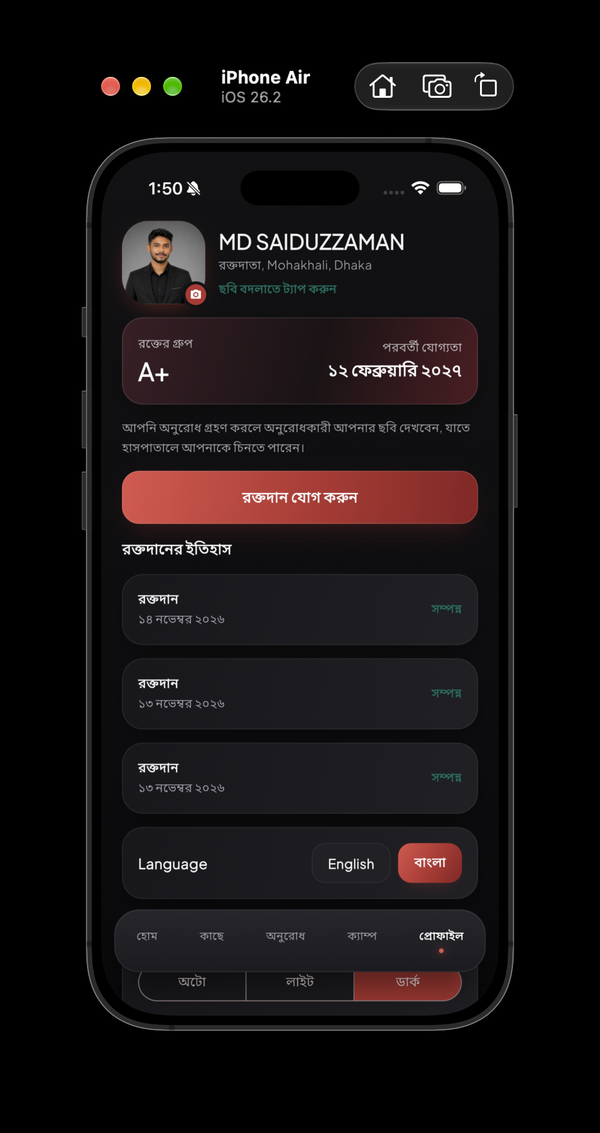 iPhone Air
iOS 26.2
1:50
MD SAIDUZZAMAN
রক্তদাতা, Mohakhali, Dhaka
ছবি বদলাতে ট্যাপ করুন
রক্তের গ্রুপ
পরবর্তী যোগ্যতা
A+
১২ ফেব্রুয়ারি ২০২৭
আপনি অনুরোধ গ্রহণ করলে অনুরোধকারী আপনার ছবি দেখবেন, যাতে
হাসপাতালে আপনাকে চিনতে পারেন।
রক্তদান যোগ করুন
রক্তদানের ইতিহাস
রক্তদান
১৪ নভেম্বর ২০২৬
সম্পন্ন
রক্তদান
১৩ নভেম্বর ২০২৬
সম্পন্ন
রক্তদান
১৩ নভেম্বর ২০২৬
সম্পন্ন
Language English বাংলা
হোম কাছে অনুরোধ ক্যাম্প প্রোফাইল
অটো লাইট ডার্ক